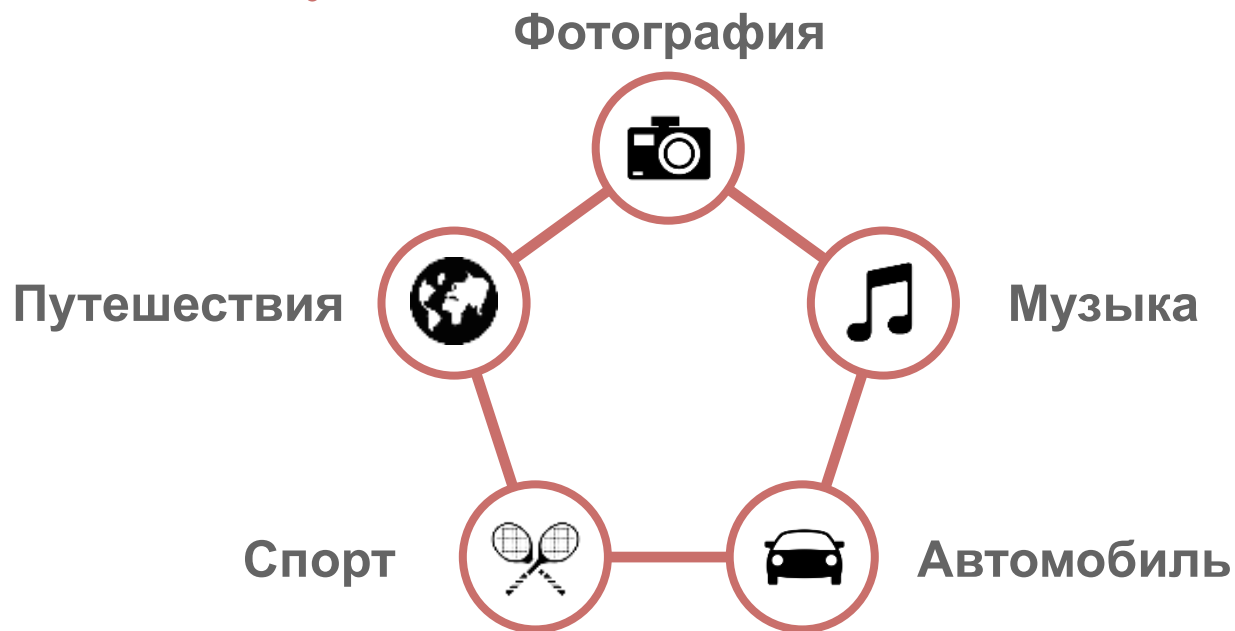 Фотография
Путешествия
Музыка
Спорт
Автомобиль